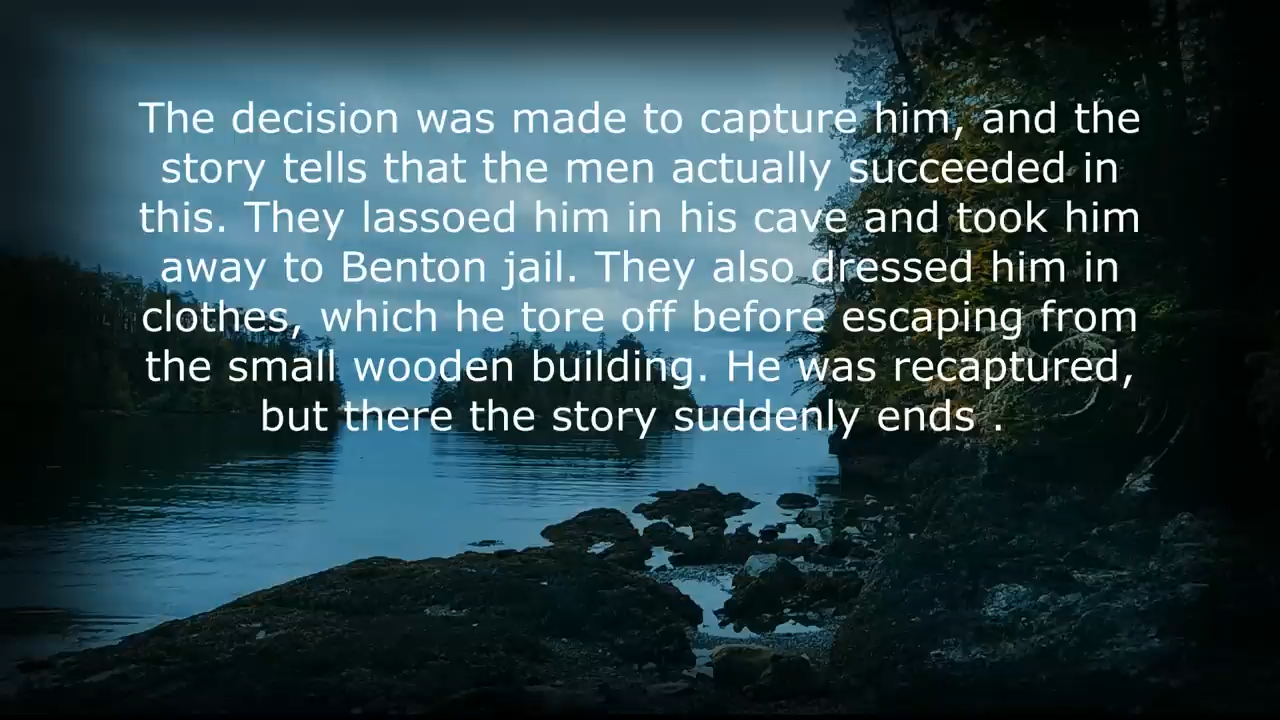 The decision was made to capture him, and the
story tells that the men actually succeeded in
this. They lassoed him in his cave and took him
away to Benton jail. They also dressed him in
clothes, which he tore off before escaping from
the small wooden building. He was recaptured,
but there the story suddenly ends .